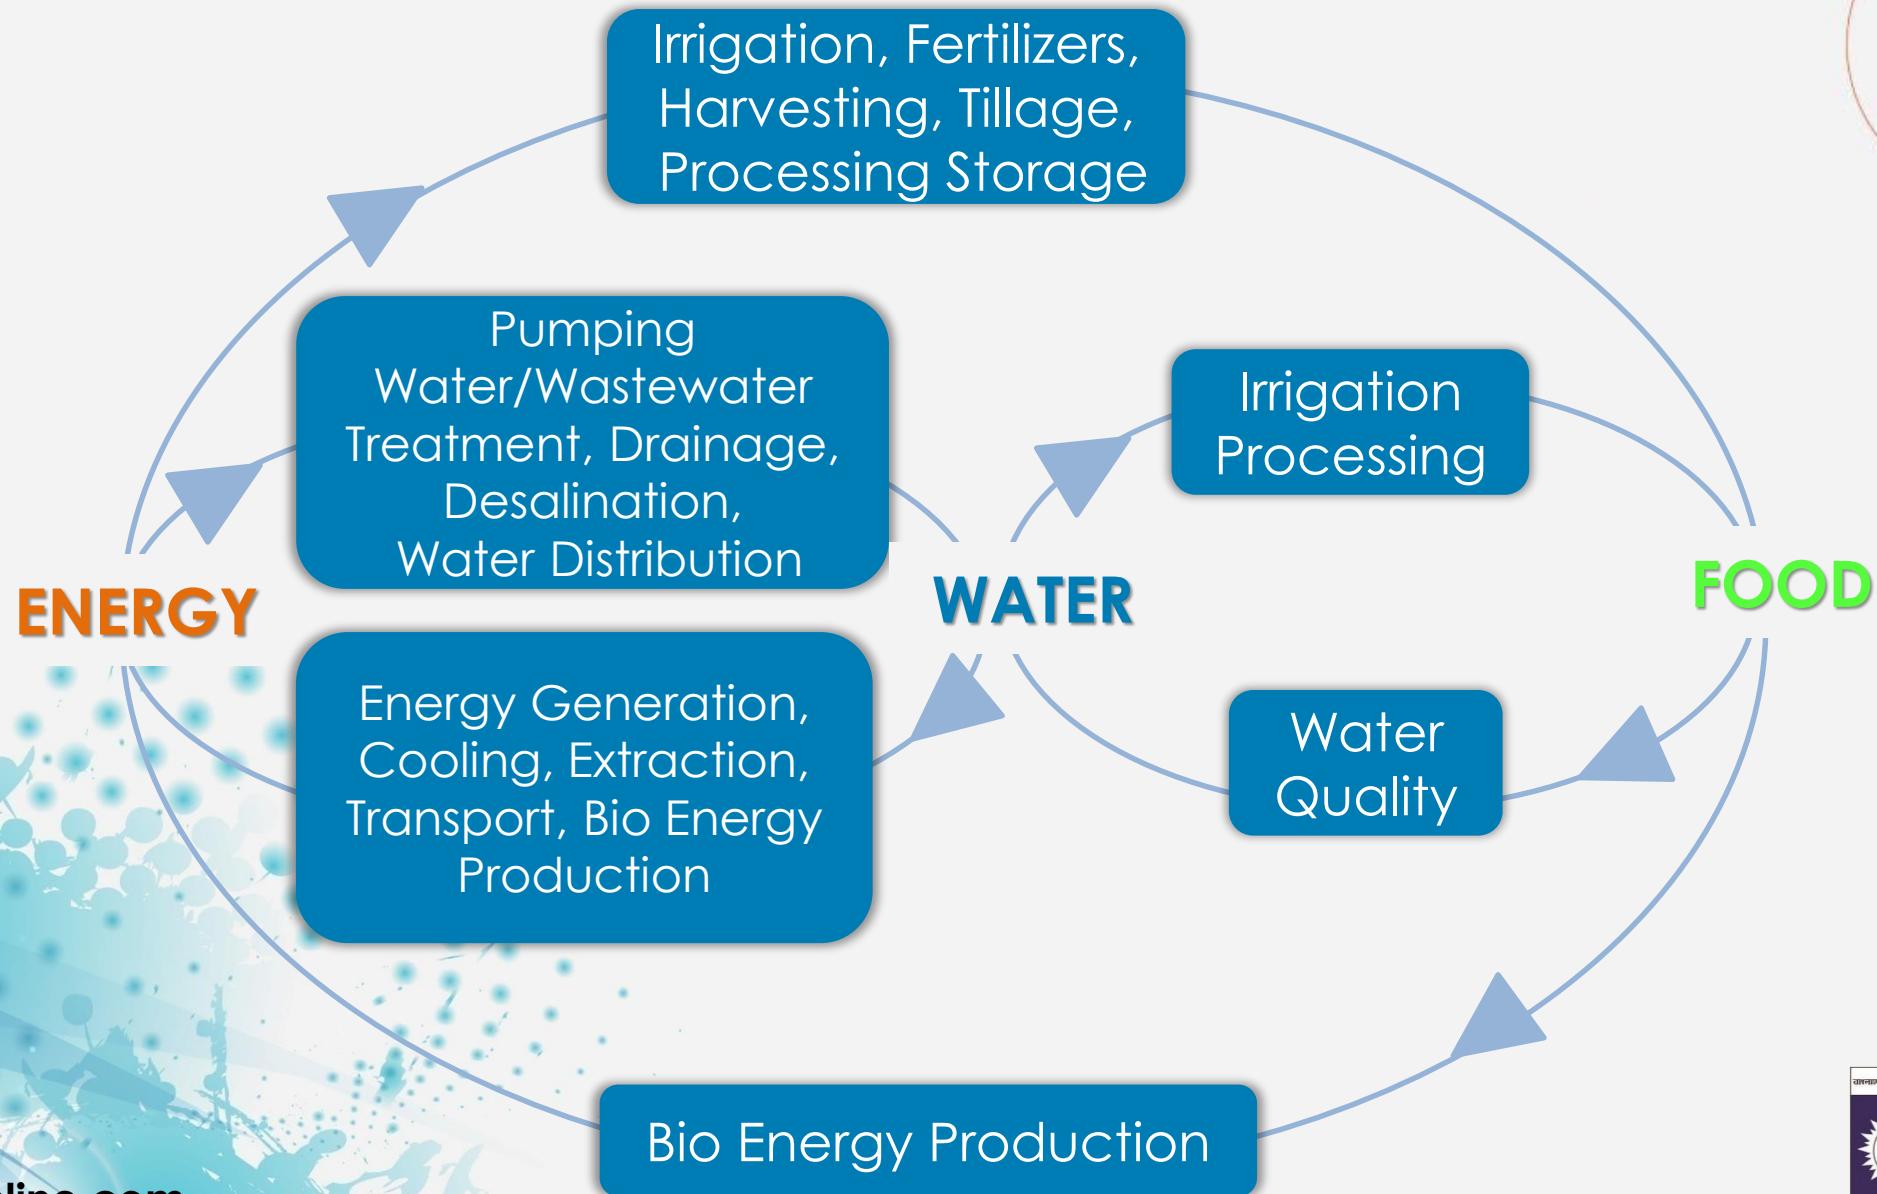 Irrigation, Fertilizers,
Harvesting, Tillage,
Processing Storage
Pumping
Water/Wastewater
Treatment, Drainage,
Desalination,
Water Distribution
Irrigation
Processing
ENERGY
WATER
FOOD
Energy Generation,
Cooling, Extraction,
Transport, Bio Energy
Production
Water
Quality
Bio Energy Production